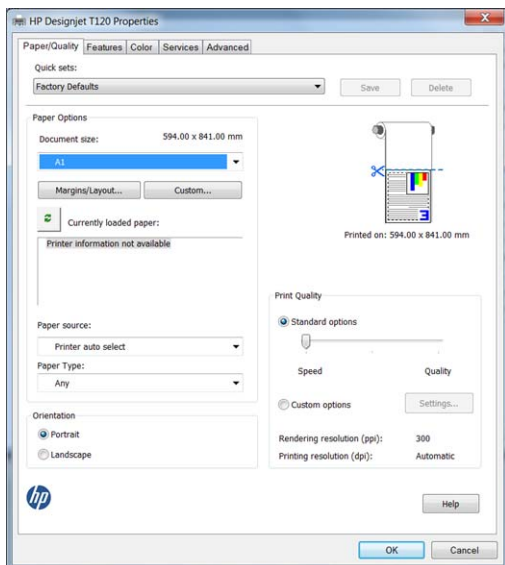 HP Designjet T120 Properties
Paper/Quality Features Color Services Advanced
Quick sets:
Factory Defaults
Save Delete
Paper Options
Document size: 594.00 x 841.00 mm
A1
Margins/Layout... Custom...
Currently loaded paper:
Printer information not available
Paper source:
Printer auto select
Paper Type:
Any
Orientation
Portrait
Landscape
Printed on: 594.00 x 841.00 mm
Print Quality
Standard options
Speed Quality
Custom options Settings...
Rendering resolution (ppi): 300
Printing resolution (dpi): Automatic
hp
Help
OK Cancel